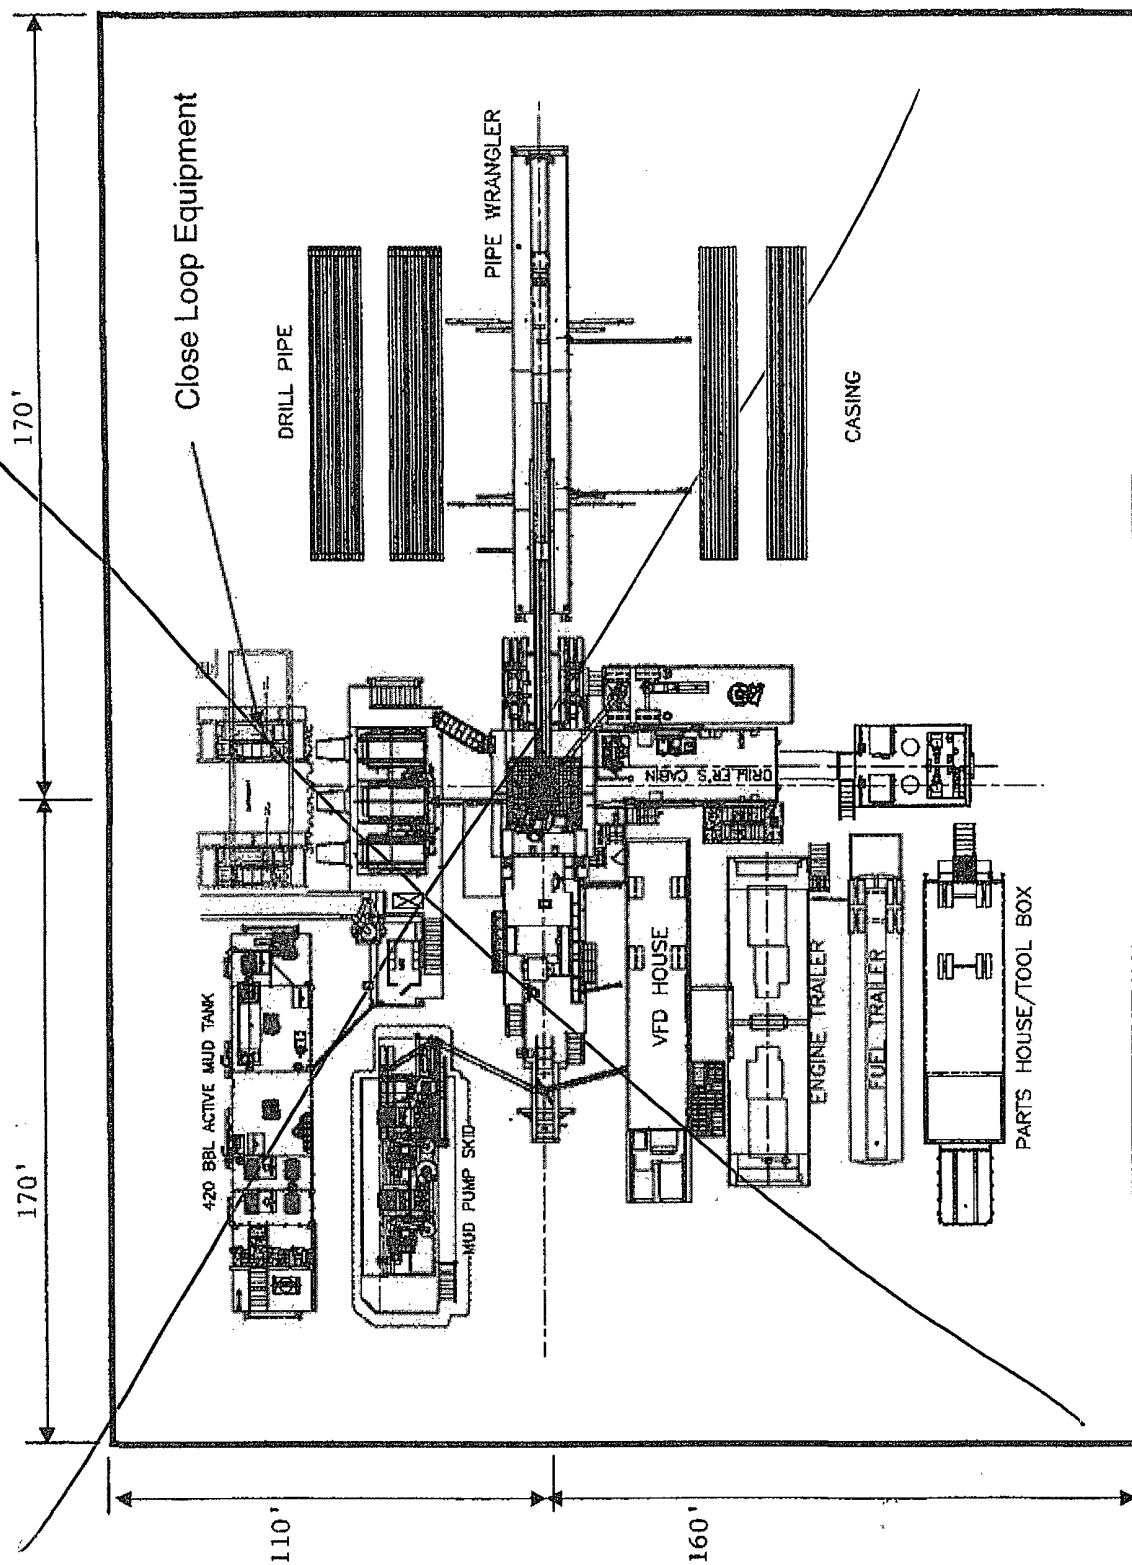 170'
170'
110'
160'
Close Loop Equipment
DRILL PIPE
PIPE WRANGLER
CASING
DRILLER'S CABIN
420 BBL ACTIVE MUD TANK
MUD PUMP SKID
VFD HOUSE
ENGINE TRAILER
FUEL TRAILER
PARTS HOUSE/TOOL BOX